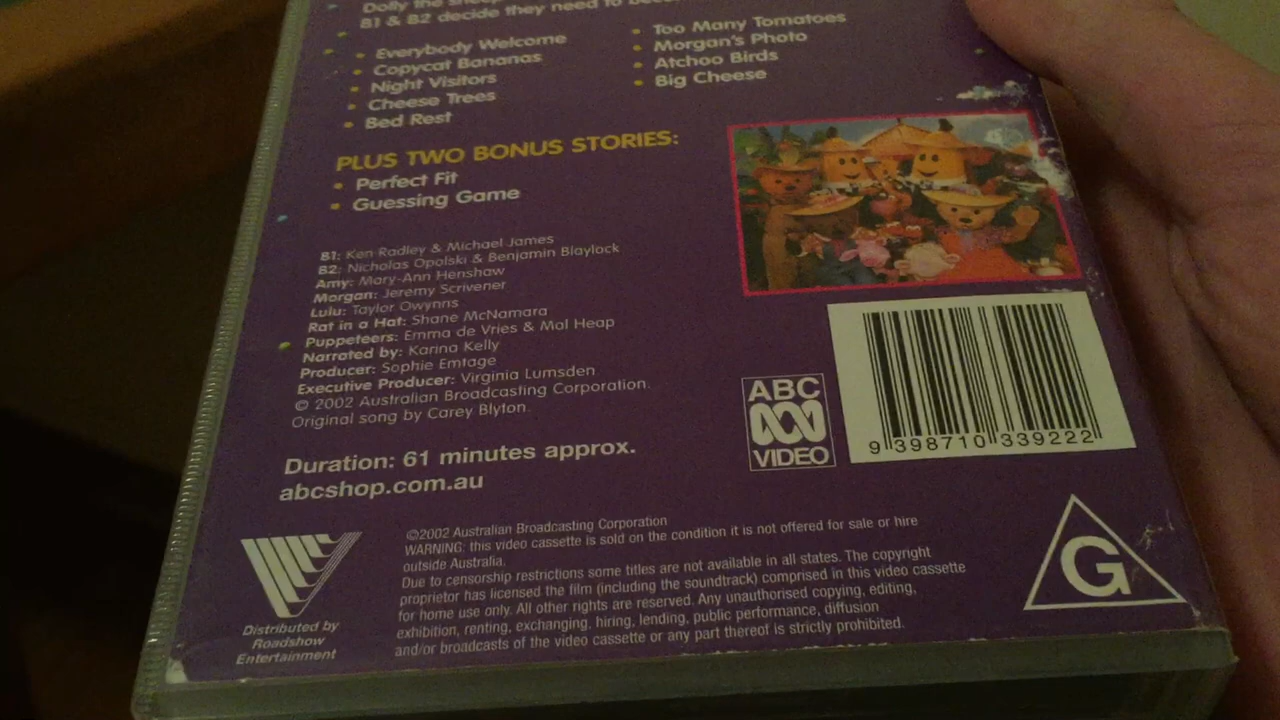 Dolly the
B1 & B2 decide they need to
Everybody Welcome
Copycat Bananas
Night Visitors
Cheese Trees
Bed Rest
Too Many Tomatoes
Morgan's Photo
Atchoo Birds
Big Cheese
PLUS TWO BONUS STORIES:
Perfect Fit
Guessing Game
B1: Ken Radley & Michael James
B2: Nicholas Opolski & Benjamin Blaylock
Amy: Mary-Ann Henshaw
Morgan: Jeremy Scrivener
Lulu: Taylor Owynns
Rat in a Hat: Shane McNamara
Puppeteers: Emma de Vries & Mal Heap
Narrated by: Karina Kelly
Producer: Sophie Emtage
Executive Producer: Virginia Lumsden
© 2002 Australian Broadcasting Corporation.
Original song by Carey Blyton.
Duration: 61 minutes approx.
abcshop.com.au
ABC
VIDEO
9 398710 339222
Distributed by
Roadshow
Entertainment
©2002 Australian Broadcasting Corporation
WARNING: this video cassette is sold on the condition it is not offered for sale or hire
outside Australia.
Due to censorship restrictions some titles are not available in all states. The copyright
proprietor has licensed the film (including the soundtrack) comprised in this video cassette
for home use only. All other rights are reserved. Any unauthorised copying, editing,
exhibition, renting, exchanging, hiring, lending, public performance, diffusion
and/or broadcasts of the video cassette or any part thereof is strictly prohibited.
G